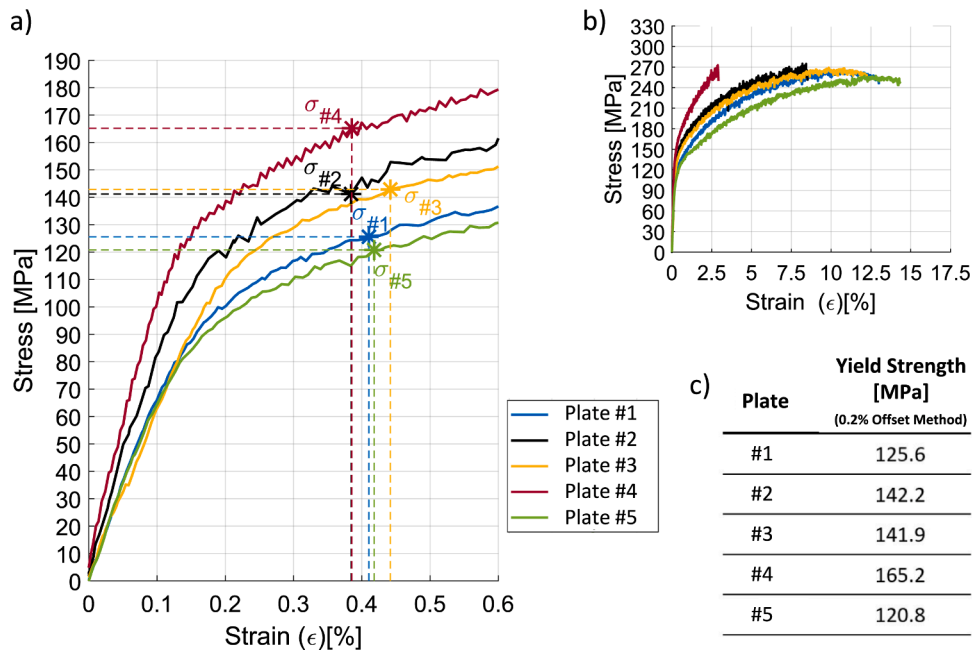 a)
Stress [MPa]
190
180
170
160
150
140
130
120
110
100
90
80
70
60
50
40
30
20
10
0
0 0.1 0.2 0.3 0.4 0.5 0.6
Strain (ϵ)[%]
σ#4
σ#2
σ#3
σ#1
σ#5
Plate #1
Plate #2
Plate #3
Plate #4
Plate #5
b)
Stress [MPa]
330
300
270
240
210
180
150
120
90
60
30
0
0 2.5 5 7.5 10 12.5 15 17.5
Strain (ϵ)[%]
c)
Plate Yield Strength
[MPa]
(0.2% Offset Method)
#1 125.6
#2 142.2
#3 141.9
#4 165.2
#5 120.8